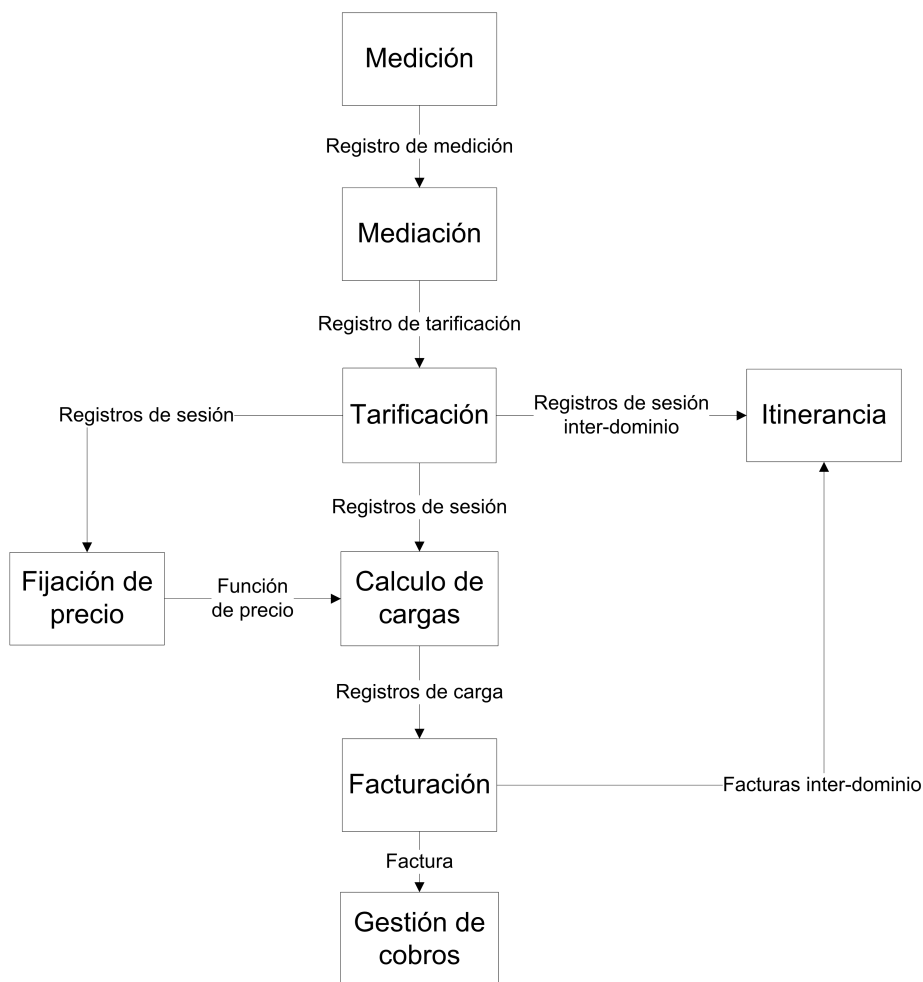 Medición
Registro de medición
Mediación
Registro de tarificación
Registros de sesión
Tarificación
Registros de sesión
inter-dominio
Itinerancia
Registros de sesión
Fijación de
precio
Función
de precio
Calculo de
cargas
Registros de carga
Facturación
Facturas inter-dominio
Factura
Gestión de
cobros